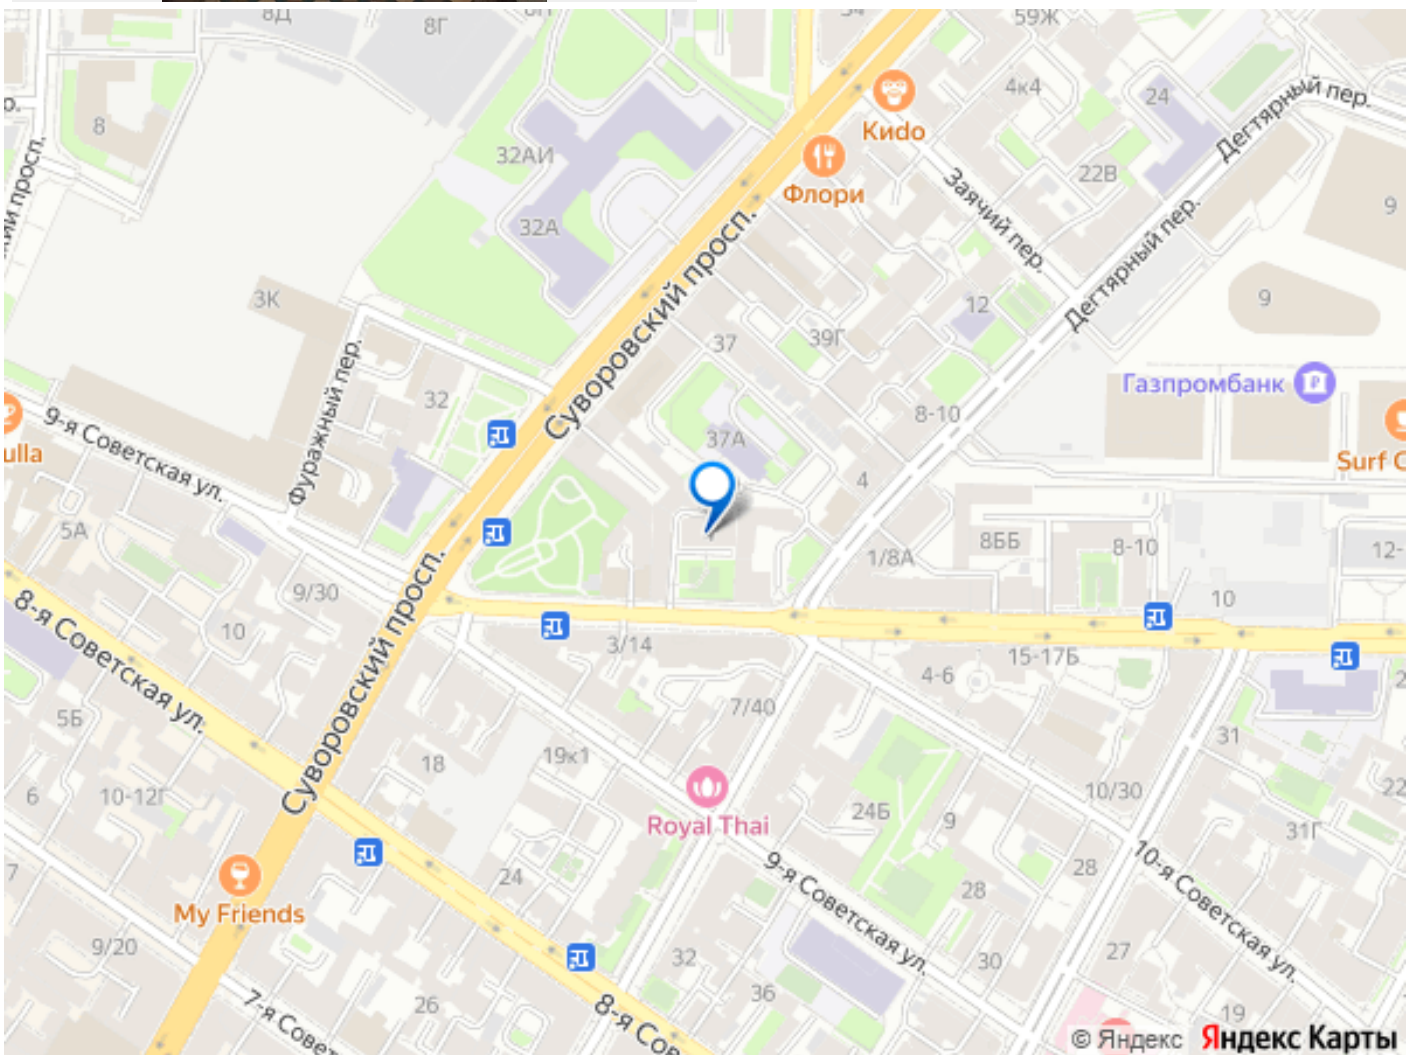 8Д
8Г
59Ж
Кидо
4к4
24
Дегтярный пер.
8
32АИ
Флори
22В
Заячий пер.
9
32А
Суворовский просп.
Дегтярный пер.
3К
9
12
37
39Г
Фуражный пер.
Газпромбанк
32
8-10
37А
9-я Советская ул.
4
5А
8ББ
8-10
1/8А
9/30
10
Суворовский просп.
8-я Советская ул.
10
3/14
15-17Б
4-6
5Б
7/40
31
18
19к1
6
10-12Г
10/30
22
24Б
9
31Г
Royal Thai
7
My Friends
24
9-я Советская ул.
28
28
10-я Советская ул.
9/20
32
30
27
26
36
7-я Совет
8-я Сов
19
© Яндекс Яндекс Карты